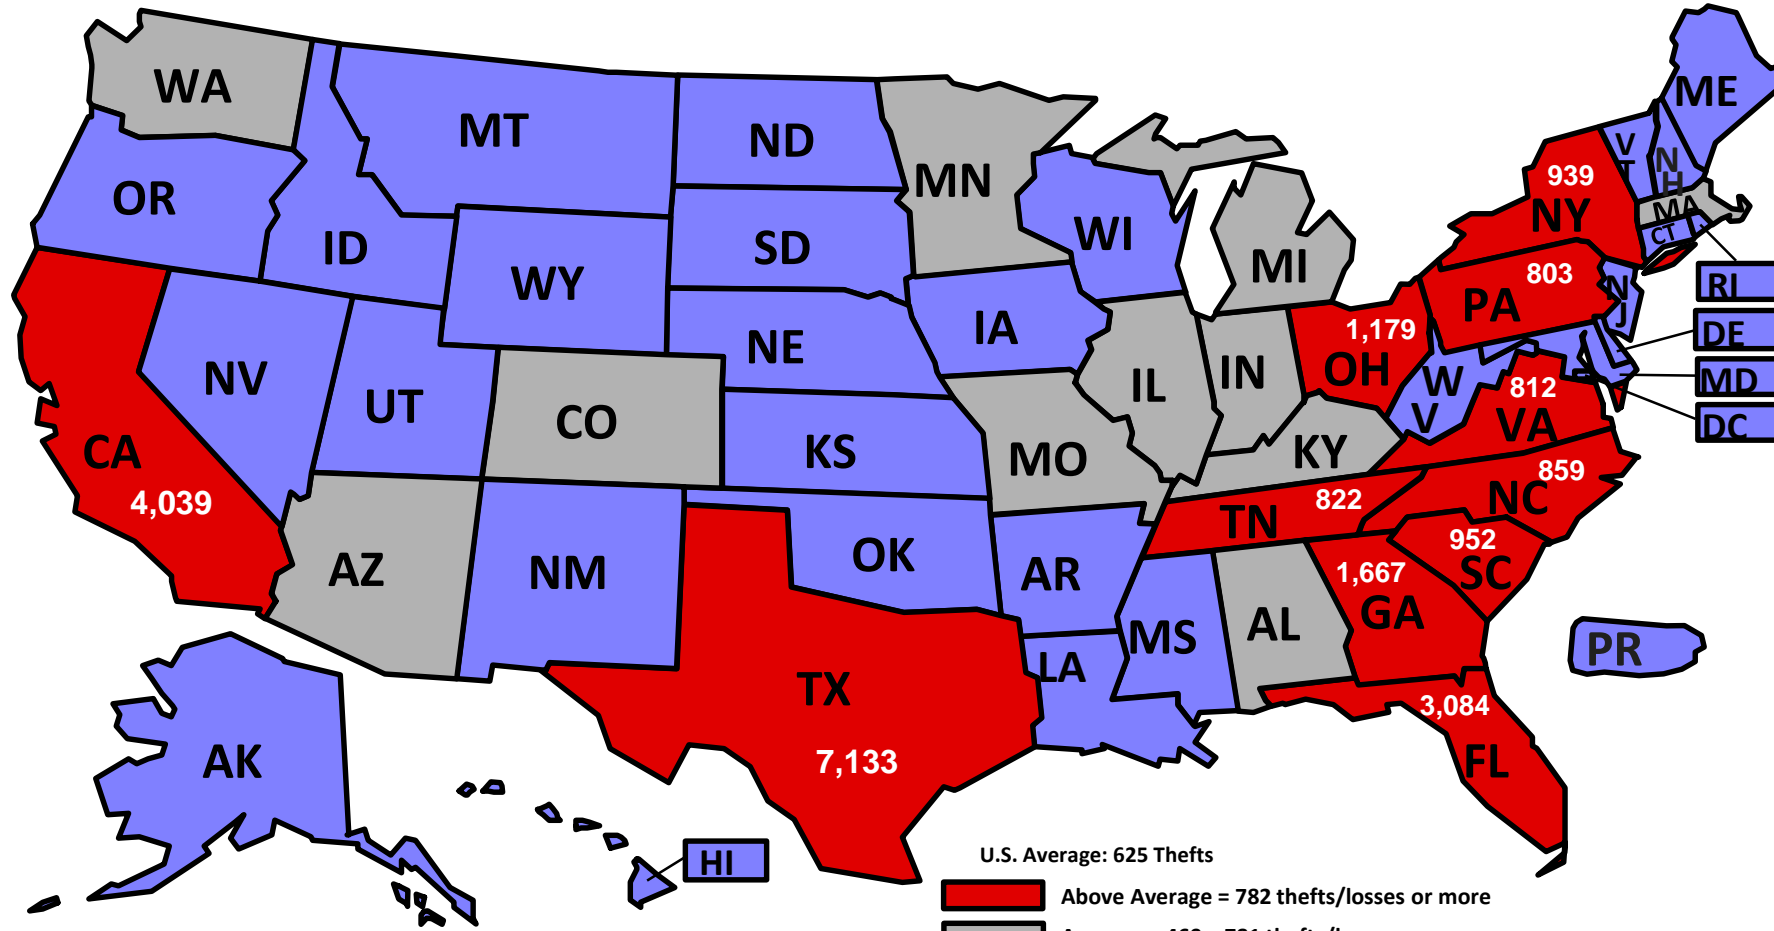 WA
MT
ND
MN
ME
V
T
N
H
939
NY
MA
CT
OR
ID
SD
WI
MI
WY
803
PA
N
J
RI
IA
1,179
OH
DE
NE
NV
UT
CO
IL
IN
W
V
812
VA
MD
DC
CA
4,039
KS
MO
KY
859
NC
822
TN
952
SC
AZ
NM
OK
AR
1,667
GA
MS
AL
LA
PR
TX
7,133
3,084
FL
AK
HI
U.S. Average: 625 Thefts
Above Average = 782 thefts/losses or more